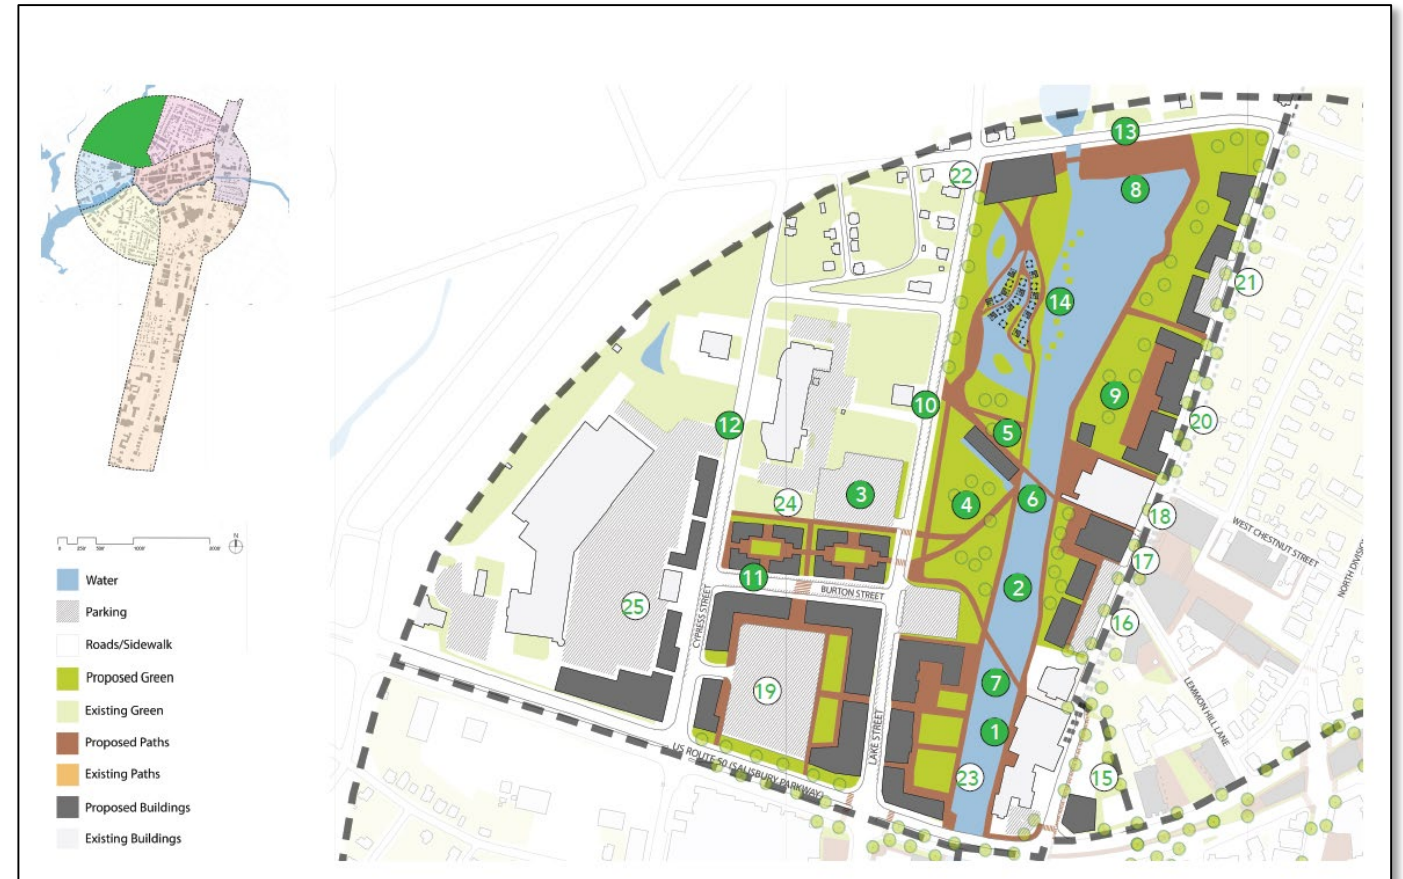 13
22
8
21
14
10
9
20
12
5
3
6
24
4
18
WEST CHESTNUT STREET
17
NORTH DIVISIO
11
2
BURTON STREET
25
CYPRESS STREET
16
7
LEMMON HILL LANE
19
1
LAKE STREET
US ROUTE 50 (SALISBURY PARKWAY)
23
15
N
Water
Parking
Roads/Sidewalk
Proposed Green
Existing Green
Proposed Paths
Existing Paths
Proposed Buildings
Existing Buildings